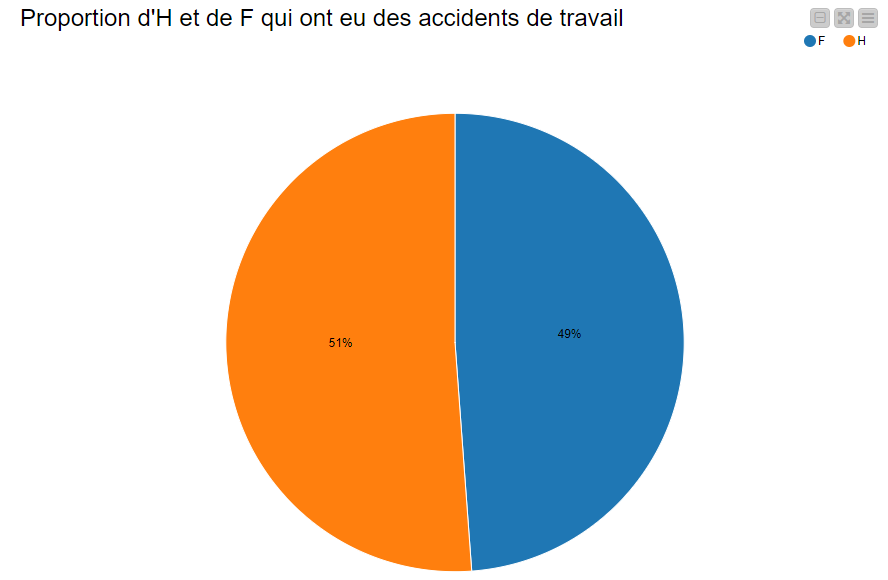 Proportion d'H et de F qui ont eu des accidents de travail
F H
51%
49%